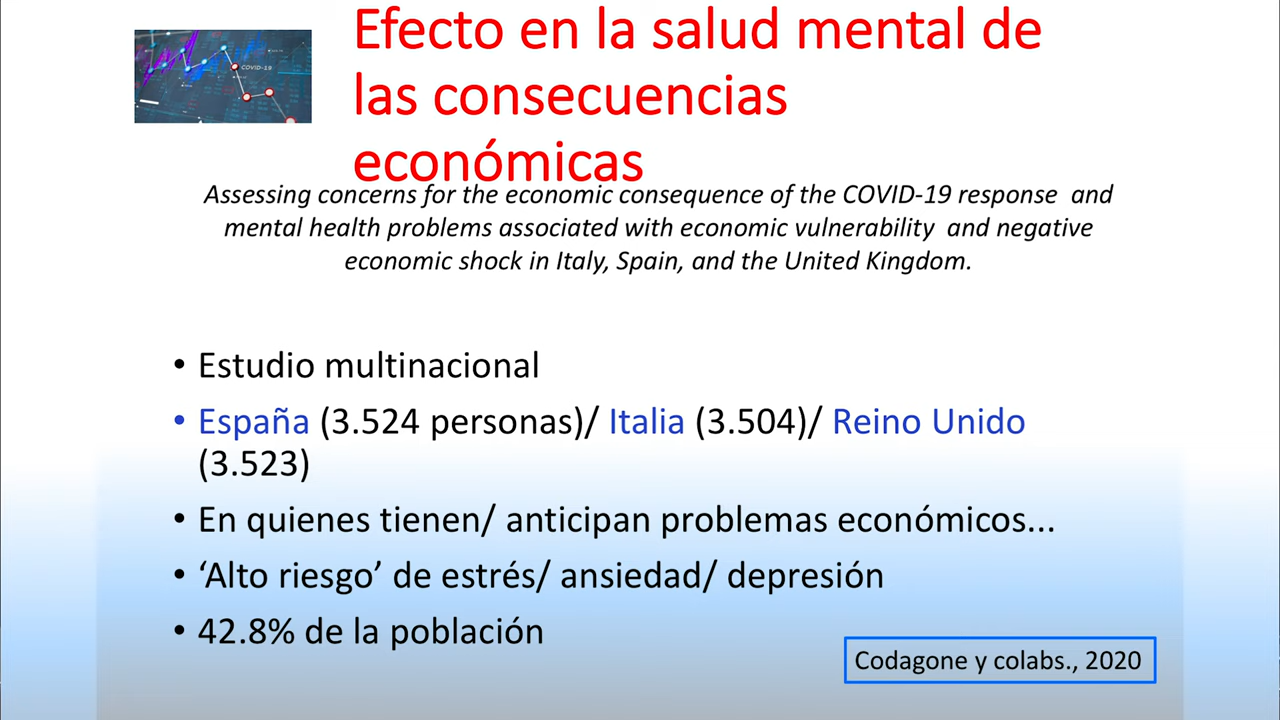 COVID-19
Efecto en la salud mental de
las consecuencias
económicas
Assessing concerns for the economic consequence of the COVID-19 response and
mental health problems associated with economic vulnerability and negative
economic shock in Italy, Spain, and the United Kingdom.
• Estudio multinacional
• España (3.524 personas)/ Italia (3.504)/ Reino Unido
(3.523)
• En quienes tienen/ anticipan problemas económicos...
• ‘Alto riesgo’ de estrés/ ansiedad/ depresión
• 42.8% de la población
Codagone y colabs., 2020